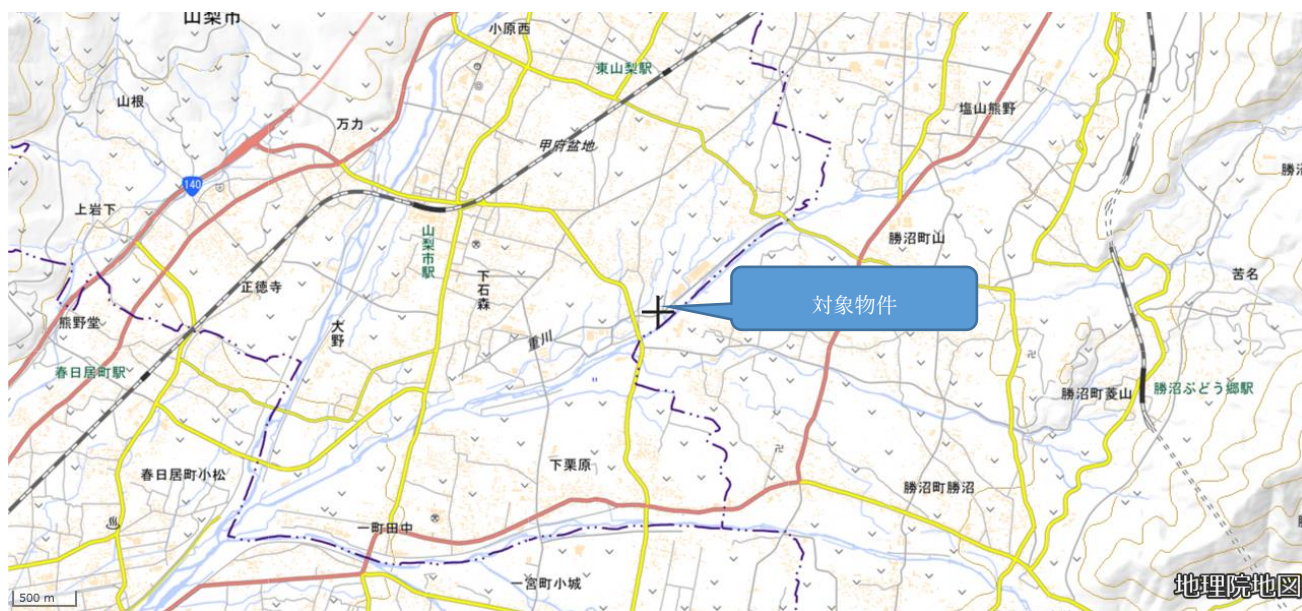 山梨市
小原西
東山梨駅
山根
万力
甲府盆地
塩山熊野
140
上岩下
山梨市駅
勝沼町山
正徳寺
下石森
苦名
対象物件
熊野堂
大野
重川
春日居町駅
勝沼町菱山
勝沼ぶどう郷駅
下栗原
春日居町小松
勝沼町勝沼
一町田中
一宮町小城
500 m
地理院地図